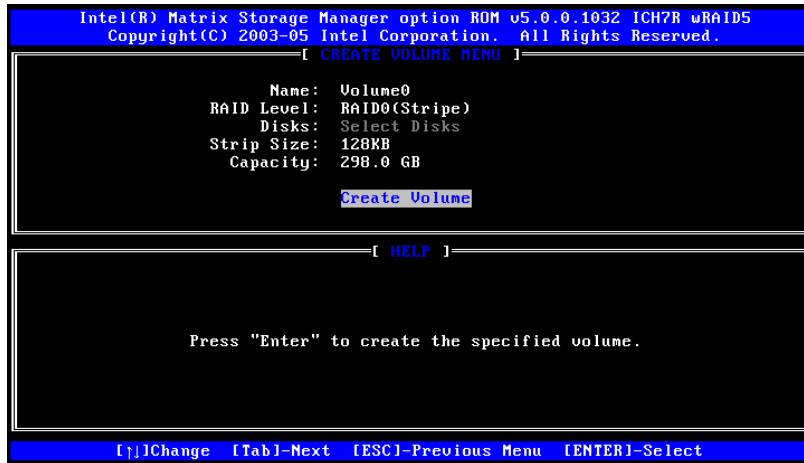 Intel(R) Matrix Storage Manager option ROM v5.0.0.1032 ICH7R wRAID5
Copyright(C) 2003-05 Intel Corporation. All Rights Reserved.
[ CREATE VOLUME MENU ]
Name: Volume0
RAID Level: RAID0(Stripe)
Disks: Select Disks
Strip Size: 128KB
Capacity: 298.0 GB
Create Volume
[ HELP ]
Press "Enter" to create the specified volume.
[↑↓]Change [Tab]-Next [ESC]-Previous Menu [ENTER]-Select